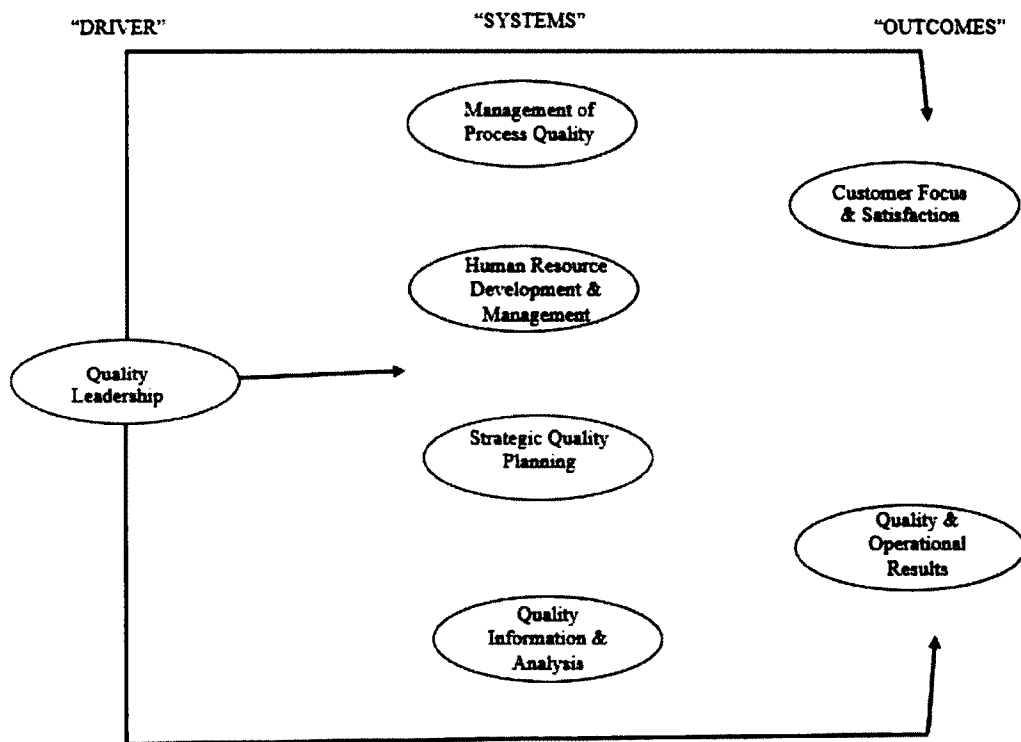 “DRIVER”
“SYSTEMS”
“OUTCOMES”
Management of
Process Quality
Customer Focus
& Satisfaction
Human Resource
Development &
Management
Quality
Leadership
Strategic Quality
Planning
Quality &
Operational
Results
Quality
Information &
Analysis